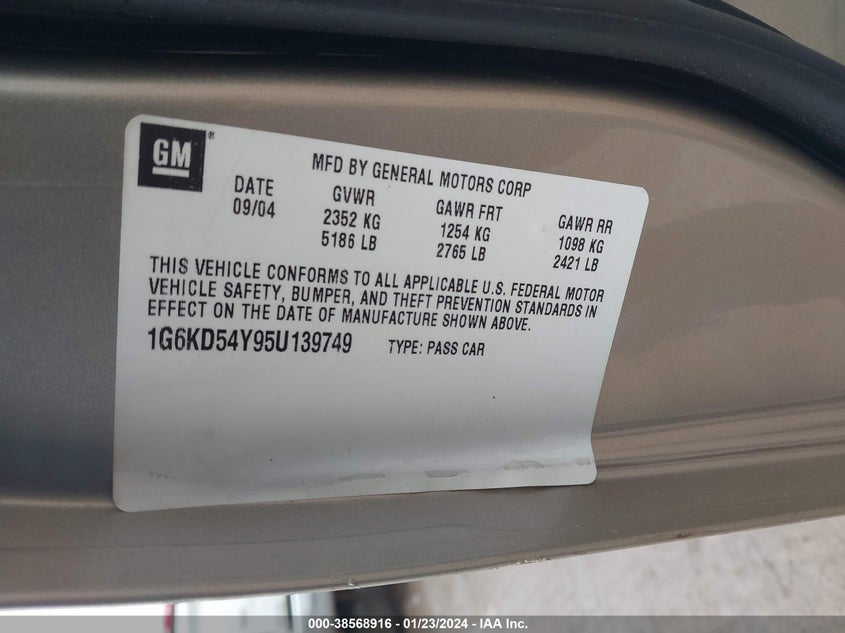 GM®
MFD BY GENERAL MOTORS CORP
DATE GVWR GAWR FRT GAWR RR
09/04 2352 KG 1254 KG 1098 KG
5186 LB 2765 LB 2421 LB
THIS VEHICLE CONFORMS TO ALL APPLICABLE U.S. FEDERAL MOTOR
VEHICLE SAFETY, BUMPER, AND THEFT PREVENTION STANDARDS IN
EFFECT ON THE DATE OF MANUFACTURE SHOWN ABOVE.
1G6KD54Y95U139749 TYPE: PASS CAR
000-38568916 - 01/23/2024 - IAA Inc.